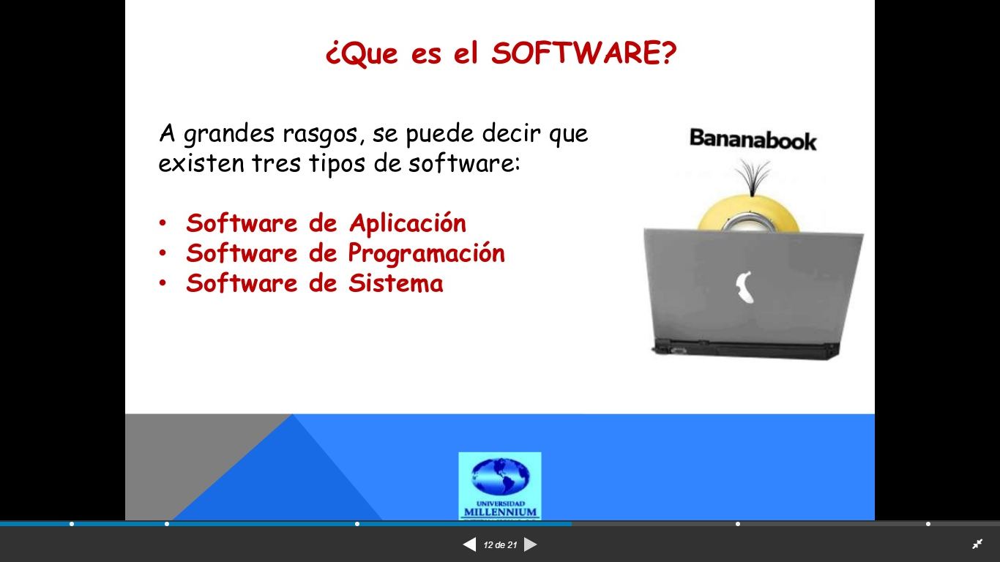 ¿Que es el SOFTWARE?
A grandes rasgos, se puede decir que
existen tres tipos de software:
• Software de Aplicación
• Software de Programación
• Software de Sistema
Bananabook
UNIVERSIDAD
MILLENNIUM
12 de 21